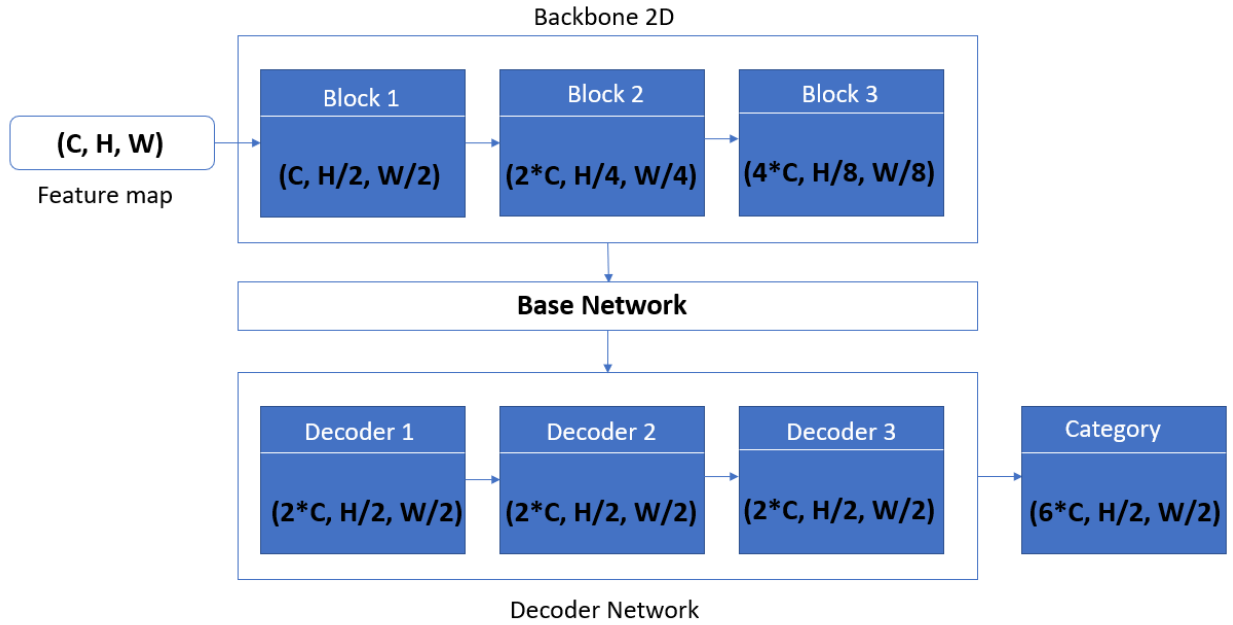 Backbone 2D
Block 1
Block 2
Block 3
(C, H, W)
(C, H/2, W/2)
(2*C, H/4, W/4)
(4*C, H/8, W/8)
Feature map
Base Network
Decoder 1
Decoder 2
Decoder 3
Category
(2*C, H/2, W/2)
(2*C, H/2, W/2)
(2*C, H/2, W/2)
(6*C, H/2, W/2)
Decoder Network